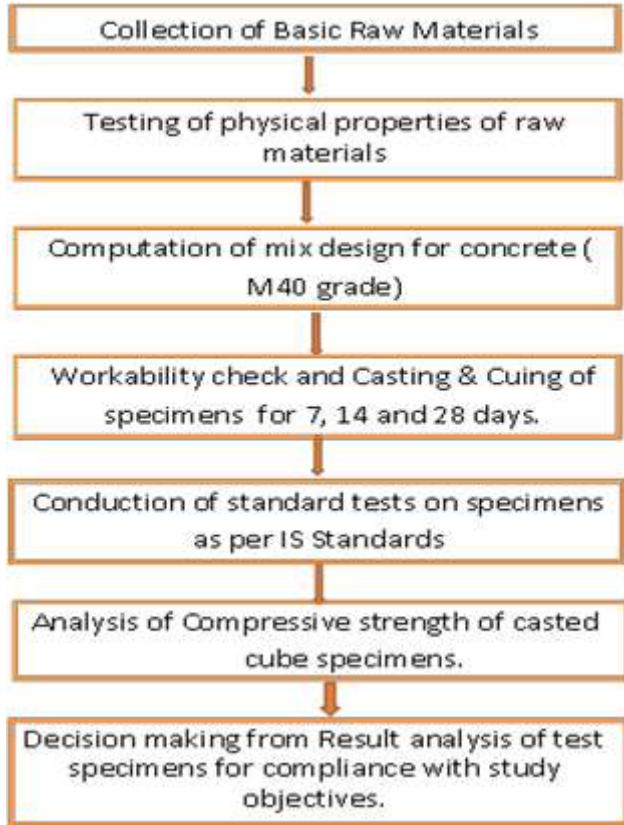 Collection of Basic Raw Materials
Testing of physical properties of raw
materials
Computation of mix design for concrete (
M40 grade)
Workability check and Casting & Cuing of
specimens for 7, 14 and 28 days.
Conduction of standard tests on specimens
as per IS Standards
Analysis of Compressive strength of casted
cube specimens.
Decision making from Result analysis of test
specimens for compliance with study
objectives.